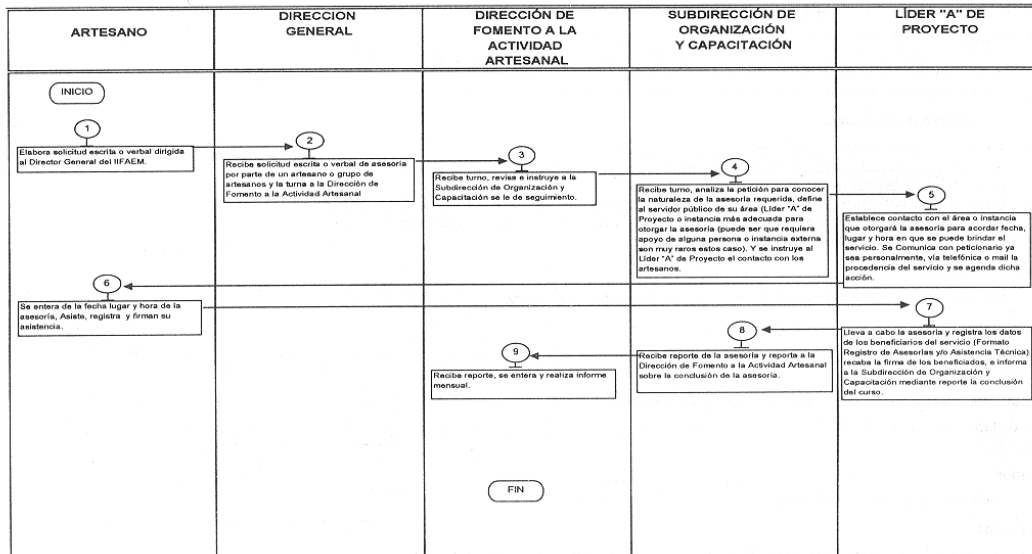 ARTESANO
DIRECCION
GENERAL
DIRECCIÓN DE
FOMENTO A LA
ACTIVIDAD
ARTESANAL
SUBDIRECCIÓN DE
ORGANIZACIÓN
Y CAPACITACIÓN
LÍDER "A" DE
PROYECTO
INICIO
1
Elabora solicitud escrita o verbal dirigida
al Director General del IIFAEM.
2
Recibe solicitud escrita o verbal de asesoría
por parte de un artesano o grupo de
artesanos y la turna a la Dirección de
Fomento a la Actividad Artesanal
3
Recibe turno, revisa e instruye a la
Subdirección de Organización y
Capacitación se le de seguimiento.
4
Recibe turno, analiza la petición para conocer
la naturaleza de la asesoría requerida, define
al servidor público de su área (Líder "A" de
Proyecto o instancia más adecuada para
otorgar la asesoría (puede ser que requiera
apoyo de alguna persona o instancia externa
son muy raros estos caso). Y se instruye al
Líder "A" de Proyecto el contacto con los
artesanos.
5
Establece contacto con el área o instancia
que otorgará la asesoría para acordar fecha,
lugar y hora en que se puede brindar el
servicio. Se Comunica con peticionario ya
sea personalmente, vía telefónica o mail la
procedencia del servicio y se agenda dicha
acción.
6
Se entera de la fecha lugar y hora de la
asesoría, Asiste, registra y firman su
asistencia.
7
Lleva a cabo la asesoría y registra los datos
de los beneficiarios del servicio (Formato
Registro de Asesorías y/o Asistencia Técnica)
recaba la firma de los beneficiados, e informa
a la Subdirección de Organización y
Capacitación mediante reporte la conclusión
del curso.
8
Recibe reporte de la asesoría y reporta a la
Dirección de Fomento a la Actividad Artesanal
sobre la conclusión de la asesoría.
9
Recibe reporte, se entera y realiza informe
mensual.
FIN